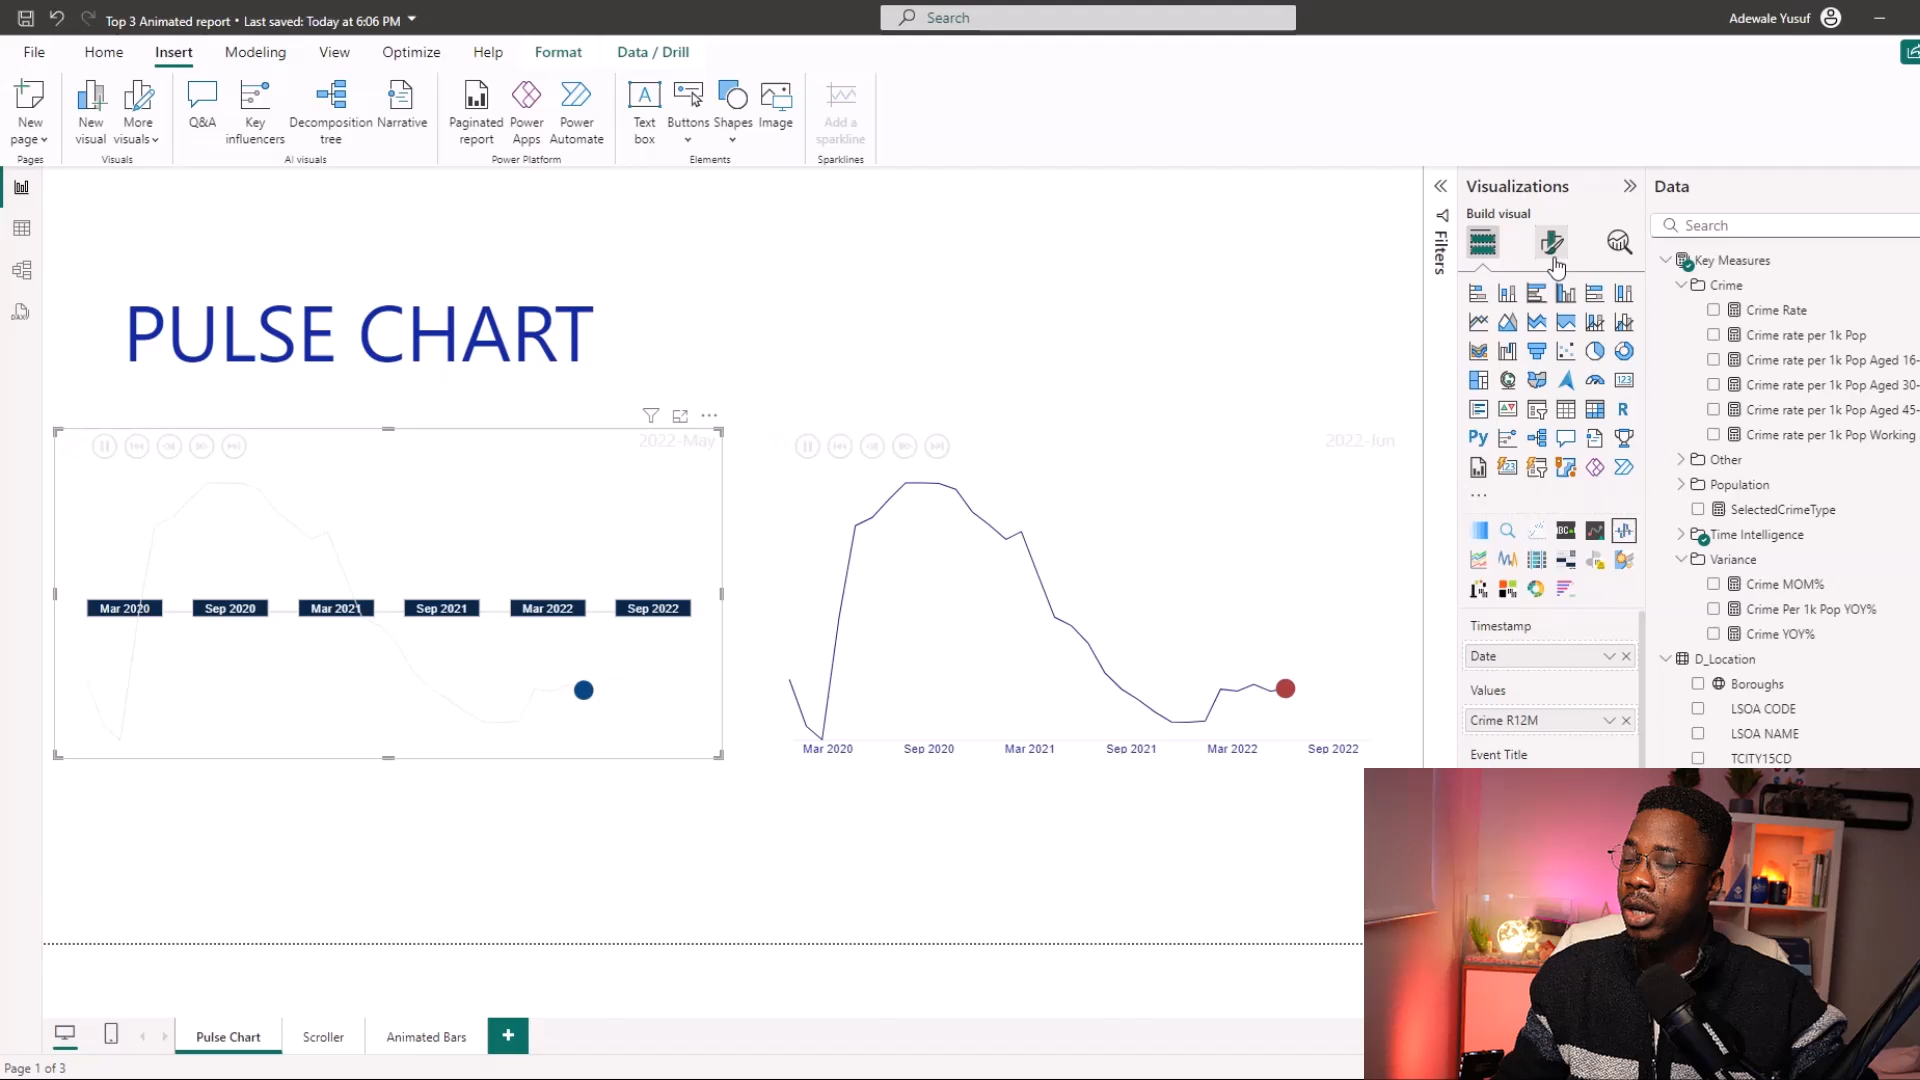 Top 3 Animated report • Last saved: Today at 6:06 PM
Search
Adewale Yusuf
File
Home
Insert
Modeling
View
Optimize
Help
Format
Data / Drill
New page
New visual
More visuals
Q&A
Key influencers
Decomposition tree
Narrative
Paginated report
Power Apps
Power Automate
Text box
Buttons
Shapes
Image
Add a sparkline
Pages
Visuals
AI visuals
Power Platform
Elements
Sparklines
PULSE CHART
2022-May
Mar 2020
Sep 2020
Mar 2021
Sep 2021
Mar 2022
Sep 2022
2022-Jun
Mar 2020
Sep 2020
Mar 2021
Sep 2021
Mar 2022
Sep 2022
Filters
Visualizations
Build visual
123
R
Py
Timestamp
Date
Values
Crime R12M
Event Title
Data
Search
Key Measures
Crime
Crime Rate
Crime rate per 1k Pop
Crime rate per 1k Pop Aged 16-
Crime rate per 1k Pop Aged 30-
Crime rate per 1k Pop Aged 45-
Crime rate per 1k Pop Working
Other
Population
SelectedCrimeType
Time Intelligence
Variance
Crime MOM%
Crime Per 1k Pop YOY%
Crime YOY%
D_Location
Boroughs
LSOA CODE
LSOA NAME
TCITY15CD
Pulse Chart
Scroller
Animated Bars
Page 1 of 3